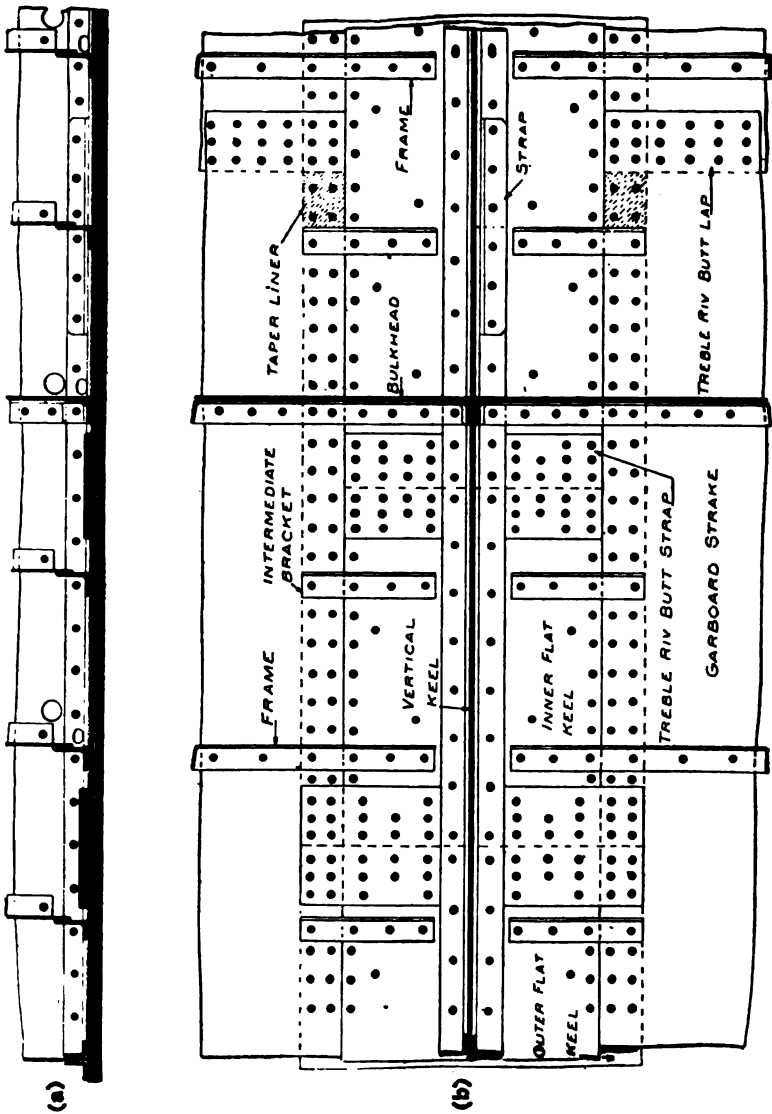 (a)
(b)
FRAME
INTERMEDIATE
BRACKET
TAPER LINER
BULKHEAD
FRAME
STRAP
VERTICAL
KEEL
INNER FLAT
KEEL
OUTER FLAT
KEEL
TREBLE RIV BUTT STRAP
GARBOARD STRAKE
TREBLE RIV BUTT LAP